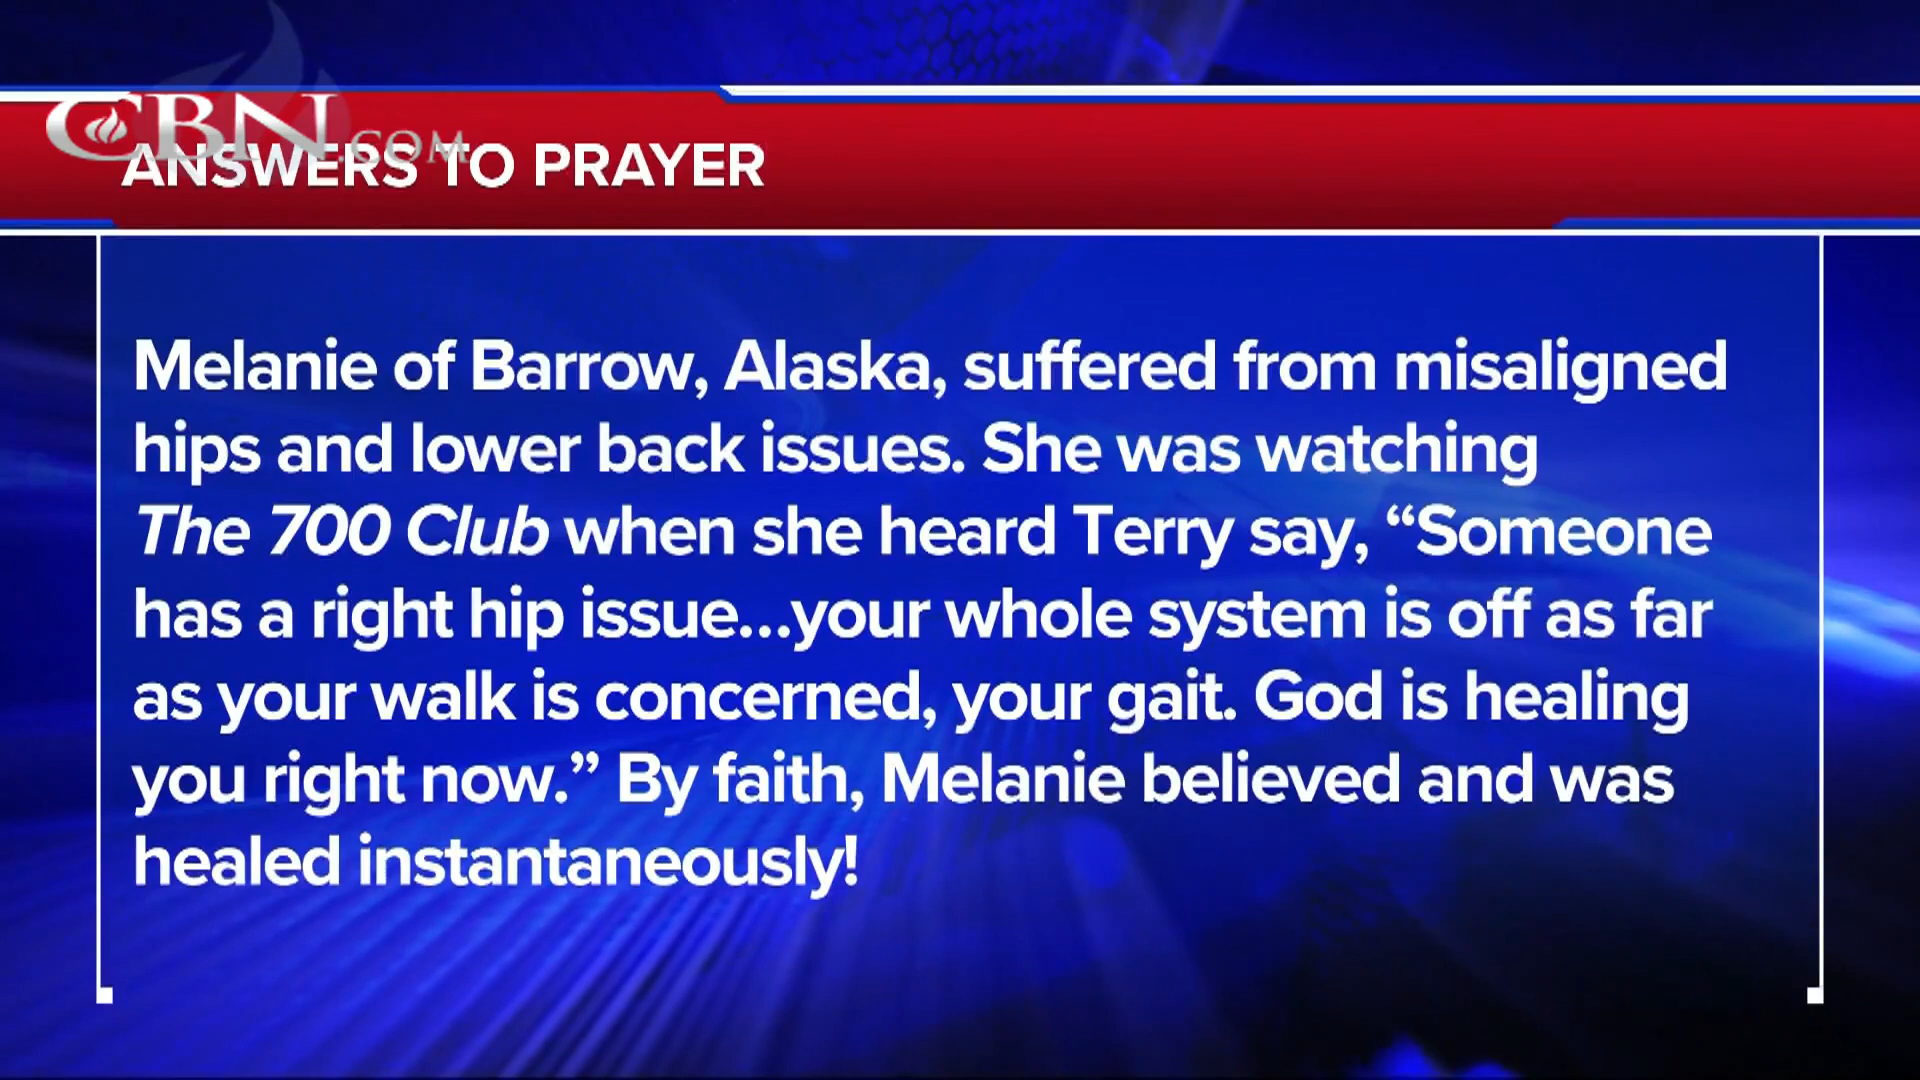 CBN.COM
ANSWERS TO PRAYER
Melanie of Barrow, Alaska, suffered from misaligned
hips and lower back issues. She was watching
The 700 Club when she heard Terry say, “Someone
has a right hip issue...your whole system is off as far
as your walk is concerned, your gait. God is healing
you right now.” By faith, Melanie believed and was
healed instantaneously!